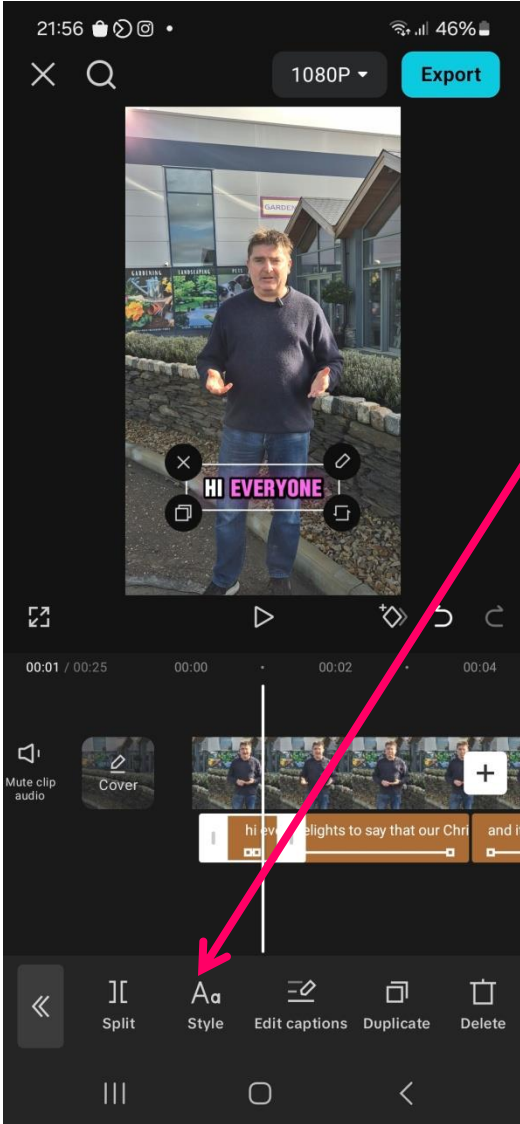 21:56
46%
1080P
Export
GARDEN
GARDENING
LANDSCAPING
PETS
HI EVERYONE
00:01 / 00:25
00:00
00:02
00:04
Mute clip
audio
Cover
hi eve
elights to say that our Chri
and i
Split
Style
Edit captions
Duplicate
Delete